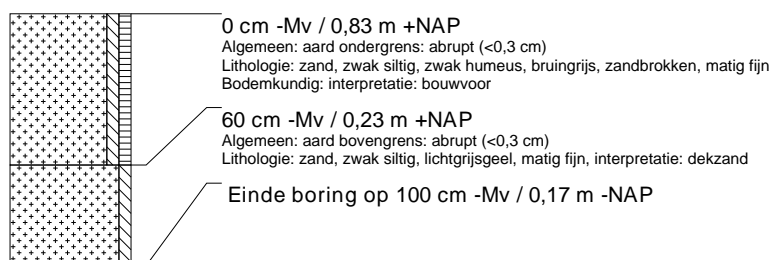 0 cm -Mv / 0,83 m +NAP
Algemeen: aard ondergrens: abrupt (<0,3 cm)
Lithologie: zand, zwak siltig, zwak humeus, bruingrijs, zandbrokken, matig fijn
Bodemkundig: interpretatie: bouwvoor
60 cm -Mv / 0,23 m +NAP
Algemeen: aard bovengrens: abrupt (<0,3 cm)
Lithologie: zand, zwak siltig, lichtgrijsgeel, matig fijn, interpretatie: dekzand
Einde boring op 100 cm -Mv / 0,17 m -NAP